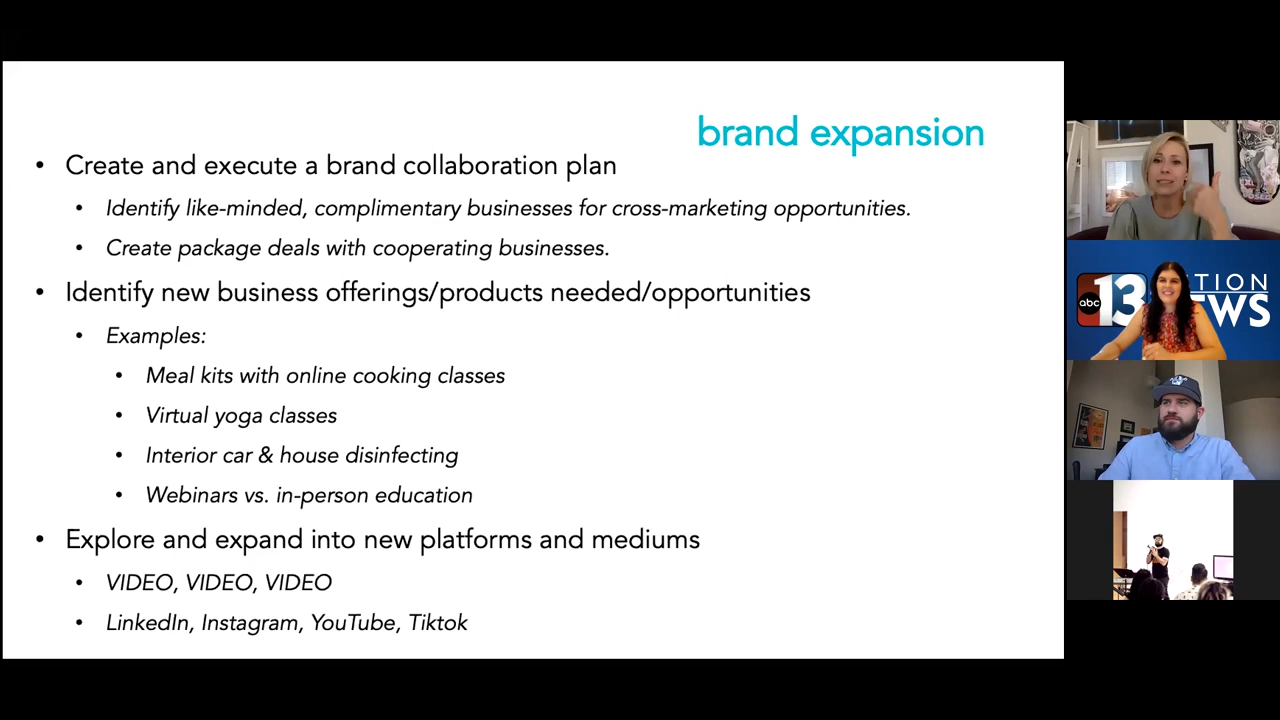 brand expansion
• Create and execute a brand collaboration plan
• Identify like-minded, complimentary businesses for cross-marketing opportunities.
• Create package deals with cooperating businesses.
• Identify new business offerings/products needed/opportunities
• Examples:
• Meal kits with online cooking classes
• Virtual yoga classes
• Interior car & house disinfecting
• Webinars vs. in-person education
• Explore and expand into new platforms and mediums
• VIDEO, VIDEO, VIDEO
• LinkedIn, Instagram, YouTube, Tiktok
abc 13
TION
EWS